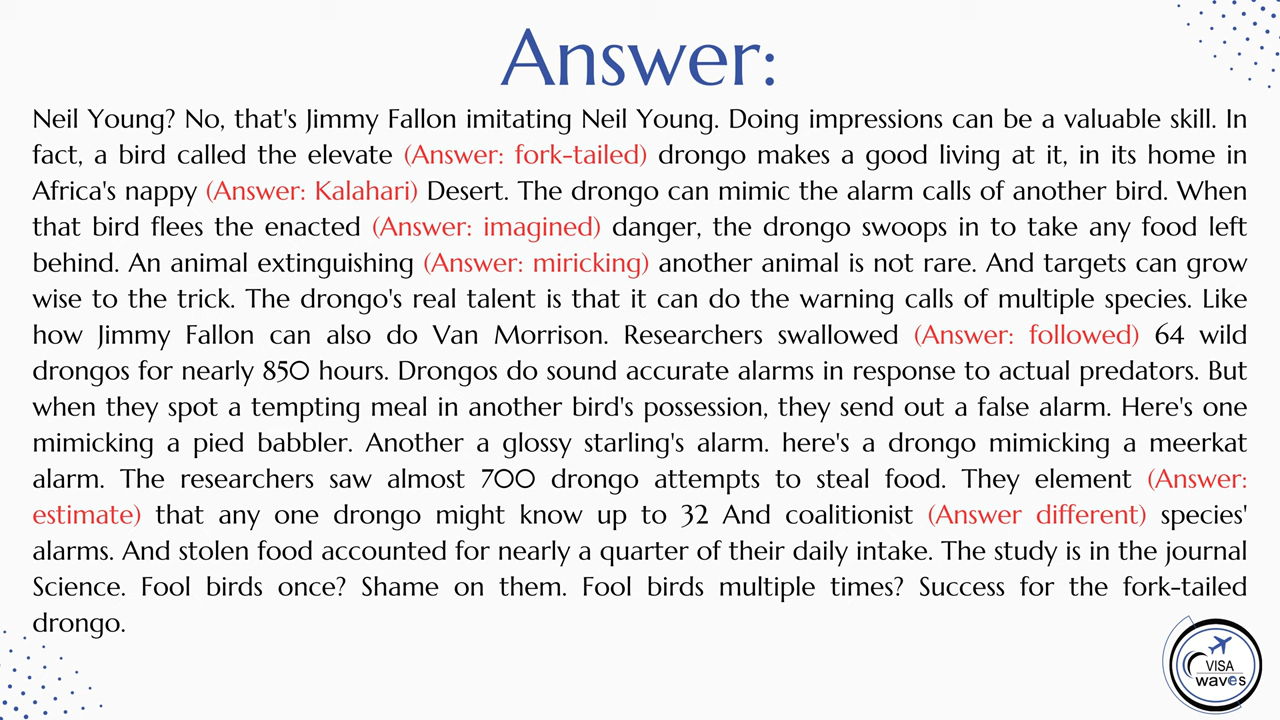 Answer:
Neil Young? No, that's Jimmy Fallon imitating Neil Young. Doing impressions can be a valuable skill. In
fact, a bird called the elevate (Answer: fork-tailed) drongo makes a good living at it, in its home in
Africa's nappy (Answer: Kalahari) Desert. The drongo can mimic the alarm calls of another bird. When
that bird flees the enacted (Answer: imagined) danger, the drongo swoops in to take any food left
behind. An animal extinguishing (Answer: miricking) another animal is not rare. And targets can grow
wise to the trick. The drongo's real talent is that it can do the warning calls of multiple species. Like
how Jimmy Fallon can also do Van Morrison. Researchers swallowed (Answer: followed) 64 wild
drongos for nearly 850 hours. Drongos do sound accurate alarms in response to actual predators. But
when they spot a tempting meal in another bird's possession, they send out a false alarm. Here's one
mimicking a pied babbler. Another a glossy starling's alarm. here's a drongo mimicking a meerkat
alarm. The researchers saw almost 700 drongo attempts to steal food. They element (Answer:
estimate) that any one drongo might know up to 32 And coalitionist (Answer different) species'
alarms. And stolen food accounted for nearly a quarter of their daily intake. The study is in the journal
Science. Fool birds once? Shame on them. Fool birds multiple times? Success for the fork-tailed
drongo.
VISA
waves